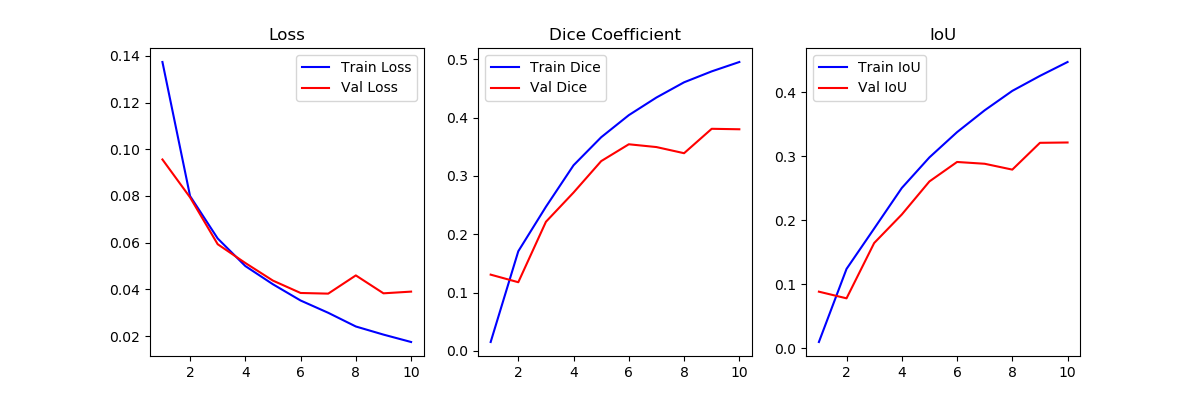 Loss
0.14
0.12
0.10
0.08
0.06
0.04
0.02
2 4 6 8 10
Train Loss
Val Loss
Dice Coefficient
0.5
0.4
0.3
0.2
0.1
0.0
2 4 6 8 10
Train Dice
Val Dice
IoU
0.4
0.3
0.2
0.1
0.0
2 4 6 8 10
Train IoU
Val IoU